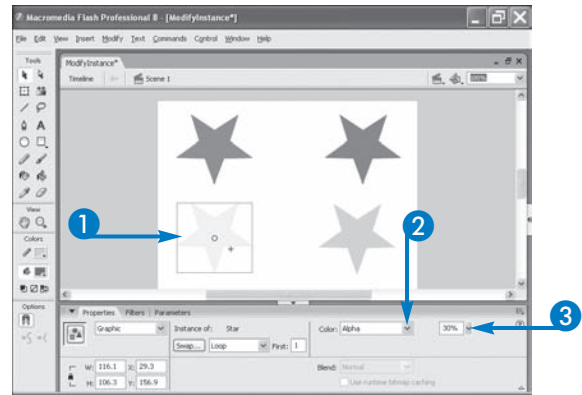 Macromedia Flash Professional 8 - [ModifyInstance*]
File Edit View Insert Modify Text Commands Control Window Help
Tools
ModifyInstance*
Timeline Scene 1 100%
A
View
Colors
Options
1
2
3
Properties Filters Parameters
Graphic Instance of: Star Color: Alpha 30%
Swap... Loop First: 1
W: 116.1 X: 29.3 Blend: Normal
H: 106.3 Y: 156.9 Use runtime bitmap caching